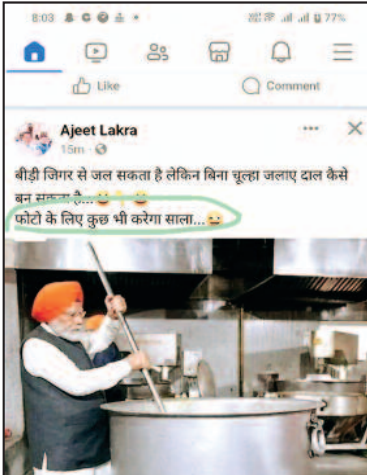 8:03 77%
Like Comment
Ajeet Lakra
15m
बीड़ी जिगर से जल सकता है लेकिन बिना चूल्हा जलाए दाल कैसे
बन सकता है...
फोटो के लिए कुछ भी करेगा साला...